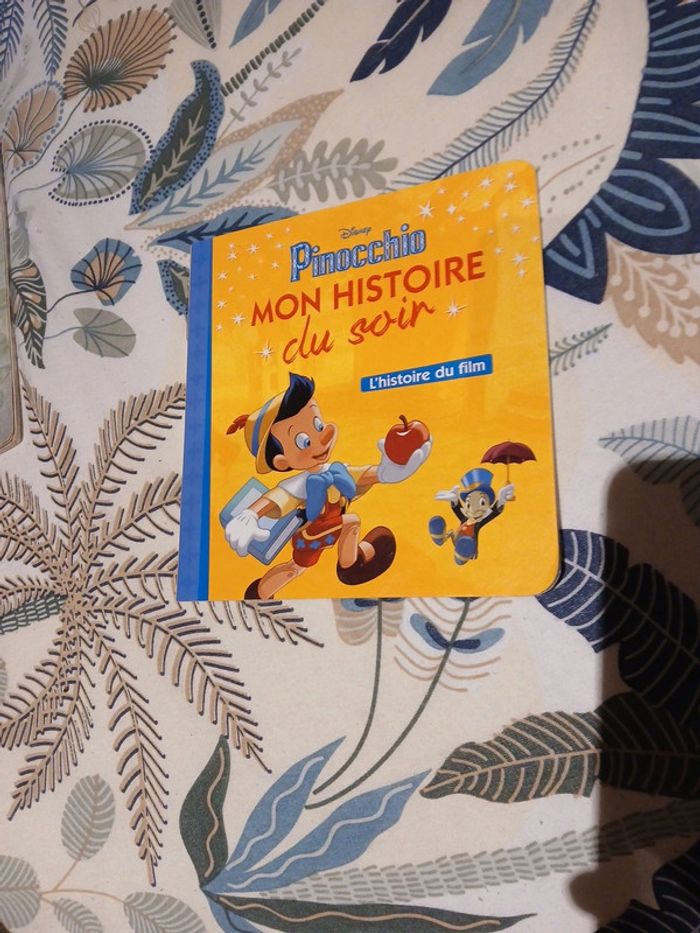 Disney
Pinocchio
MON HISTOIRE
du soir
L'histoire du film